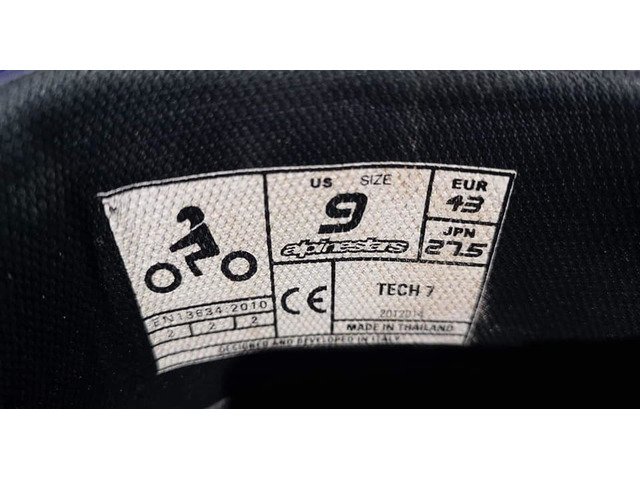 US SIZE
9
alpinestars
EUR
43
JPN
27.5
EN13634:2010
2 2 2
CE
TECH 7
MADE IN THAILAND
DESIGNED AND DEVELOPED IN ITALY